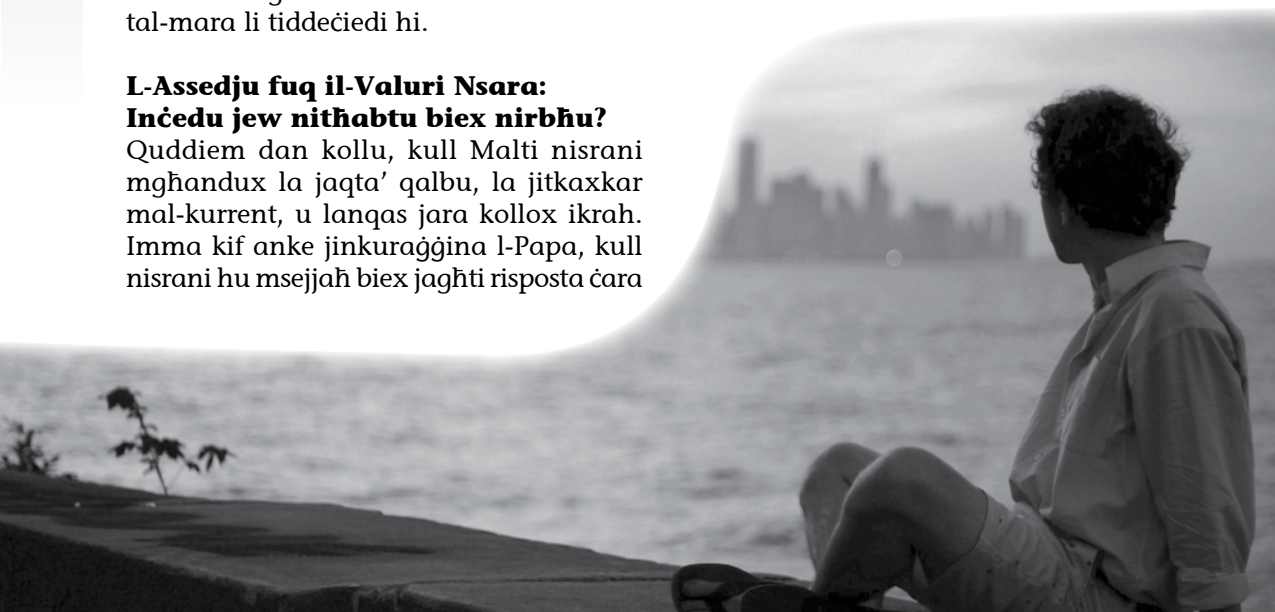 tal-mara li tiddeċiedi hi.
L-Assedju fuq il-Valuri Nsara:
Inċedu jew nitħabtu biex nirbħu?
Quddiem dan kollu, kull Malti nisrani
mgħandux la jaqta’ qalbu, la jitkaxkar
mal-kurrent, u lanqas jara kollox ikrah.
Imma kif anke jinkuraġġina l-Papa, kull
nisrani hu msejjaħ biex jagħti risposta ċara